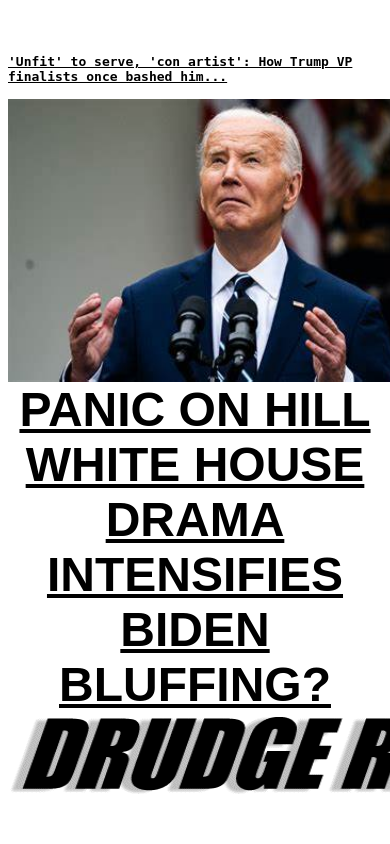 'Unfit' to serve, 'con artist': How Trump VP
finalists once bashed him...
PANIC ON HILL
WHITE HOUSE
DRAMA
INTENSIFIES
BIDEN
BLUFFING?
DRUDGE R